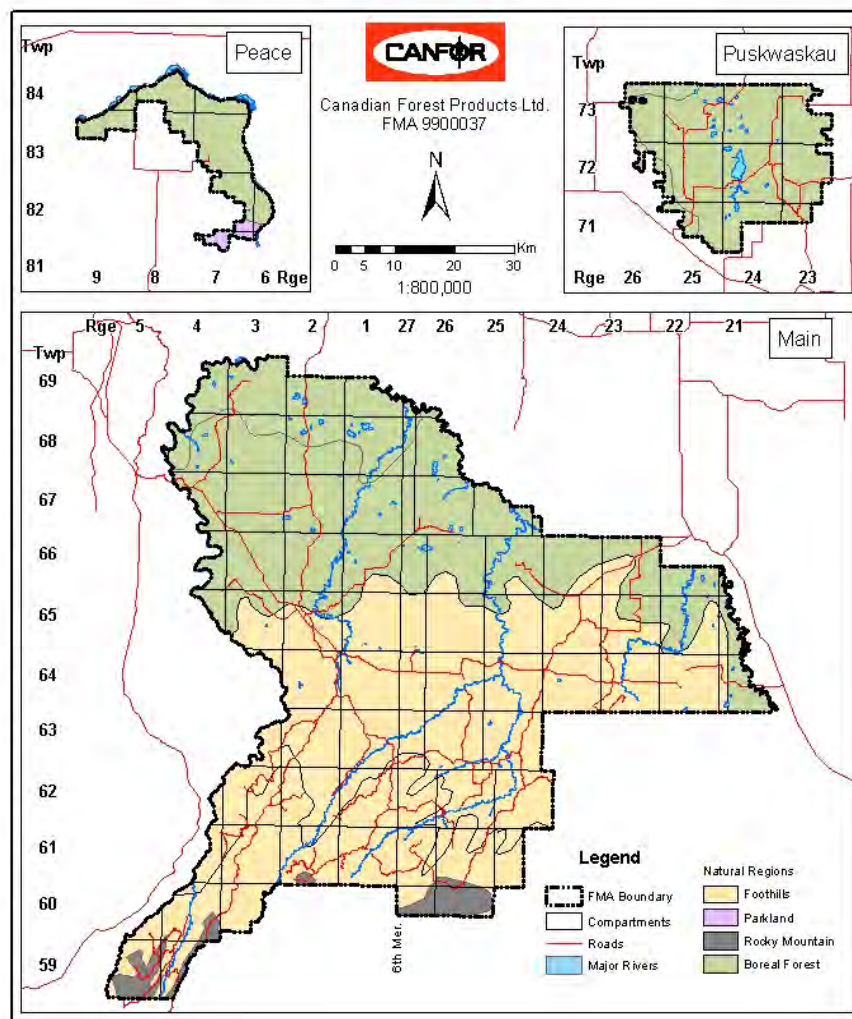 Peace
Twp
84
83
82
81
9 8 7 6 Rge
CANFOR
Canadian Forest Products Ltd.
FMA 9900037
N
0 5 10 20 30 Km
1:800,000
Puskwaskau
Twp
73
72
71
Rge 26 25 24 23
Main
Rge 5 4 3 2 1 27 26 25 24 23 22 21
Twp
69
68
67
66
65
64
63
62
61
60
59
6th Mer.
Legend
FMA Boundary
Compartments
Roads
Major Rivers
Natural Regions
Foothills
Parkland
Rocky Mountain
Boreal Forest